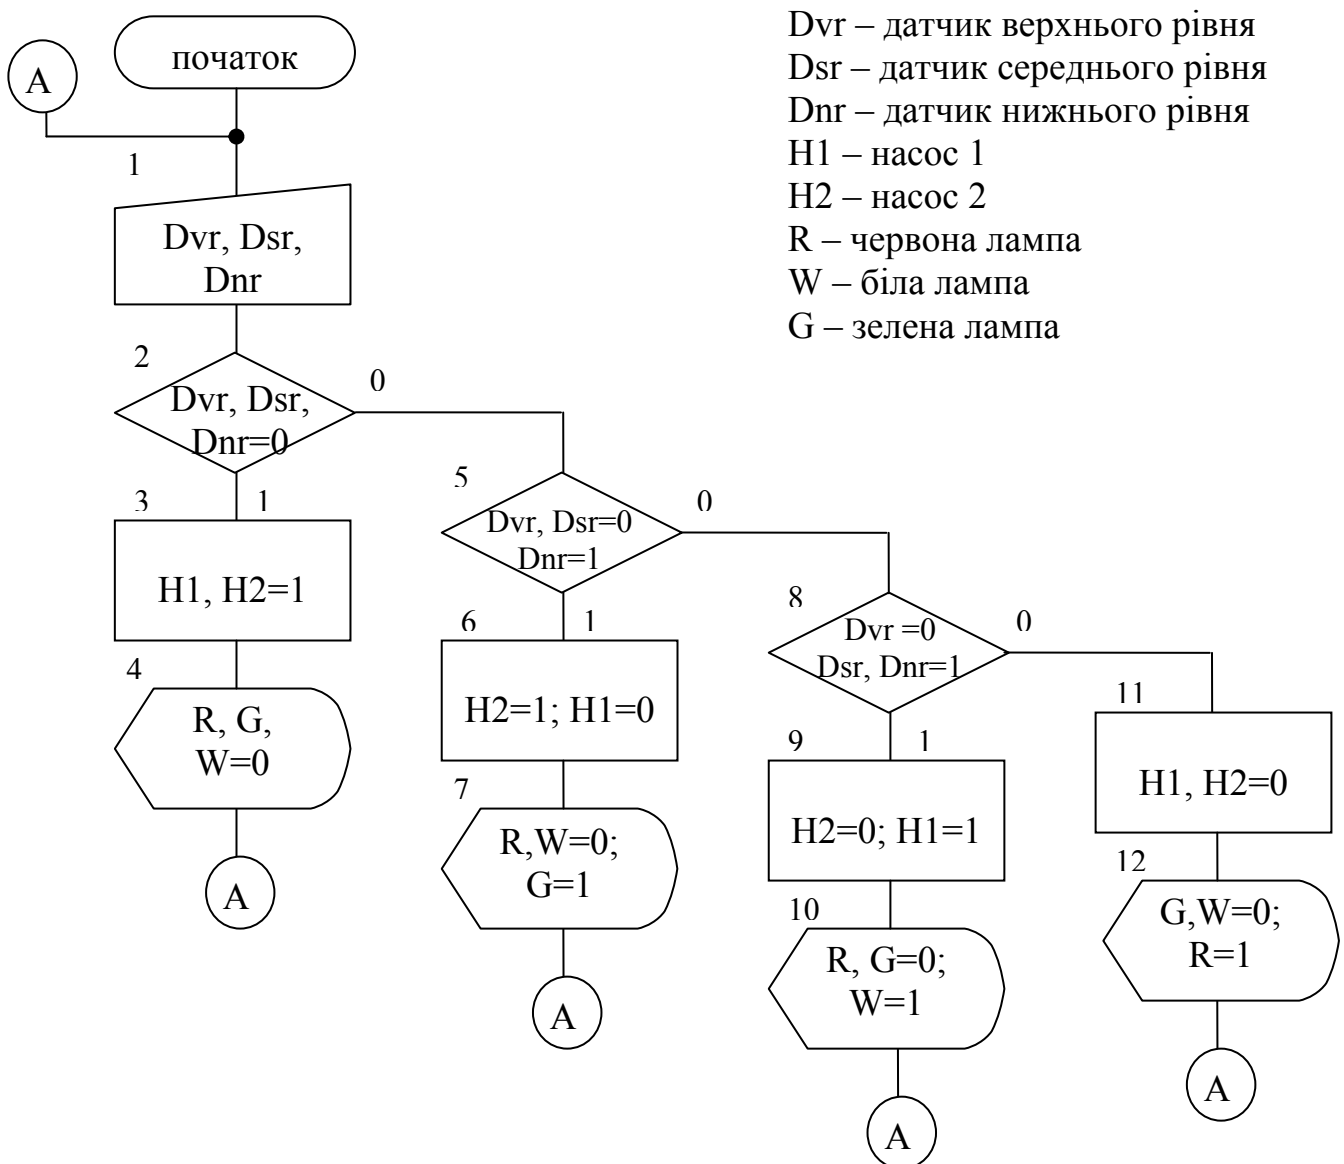 Dvr – датчик верхнього рівня
Dsr – датчик середнього рівня
Dnr – датчик нижнього рівня
H1 – насос 1
H2 – насос 2
R – червона лампа
W – біла лампа
G – зелена лампа
A
початок
1
Dvr, Dsr,
Dnr
2
Dvr, Dsr,
Dnr=0
0
3
1
H1, H2=1
4
R, G,
W=0
A
5
Dvr, Dsr=0
Dnr=1
0
6
1
H2=1; H1=0
7
R,W=0;
G=1
A
8
Dvr =0
Dsr, Dnr=1
0
9
1
H2=0; H1=1
10
R, G=0;
W=1
A
11
H1, H2=0
12
G,W=0;
R=1
A